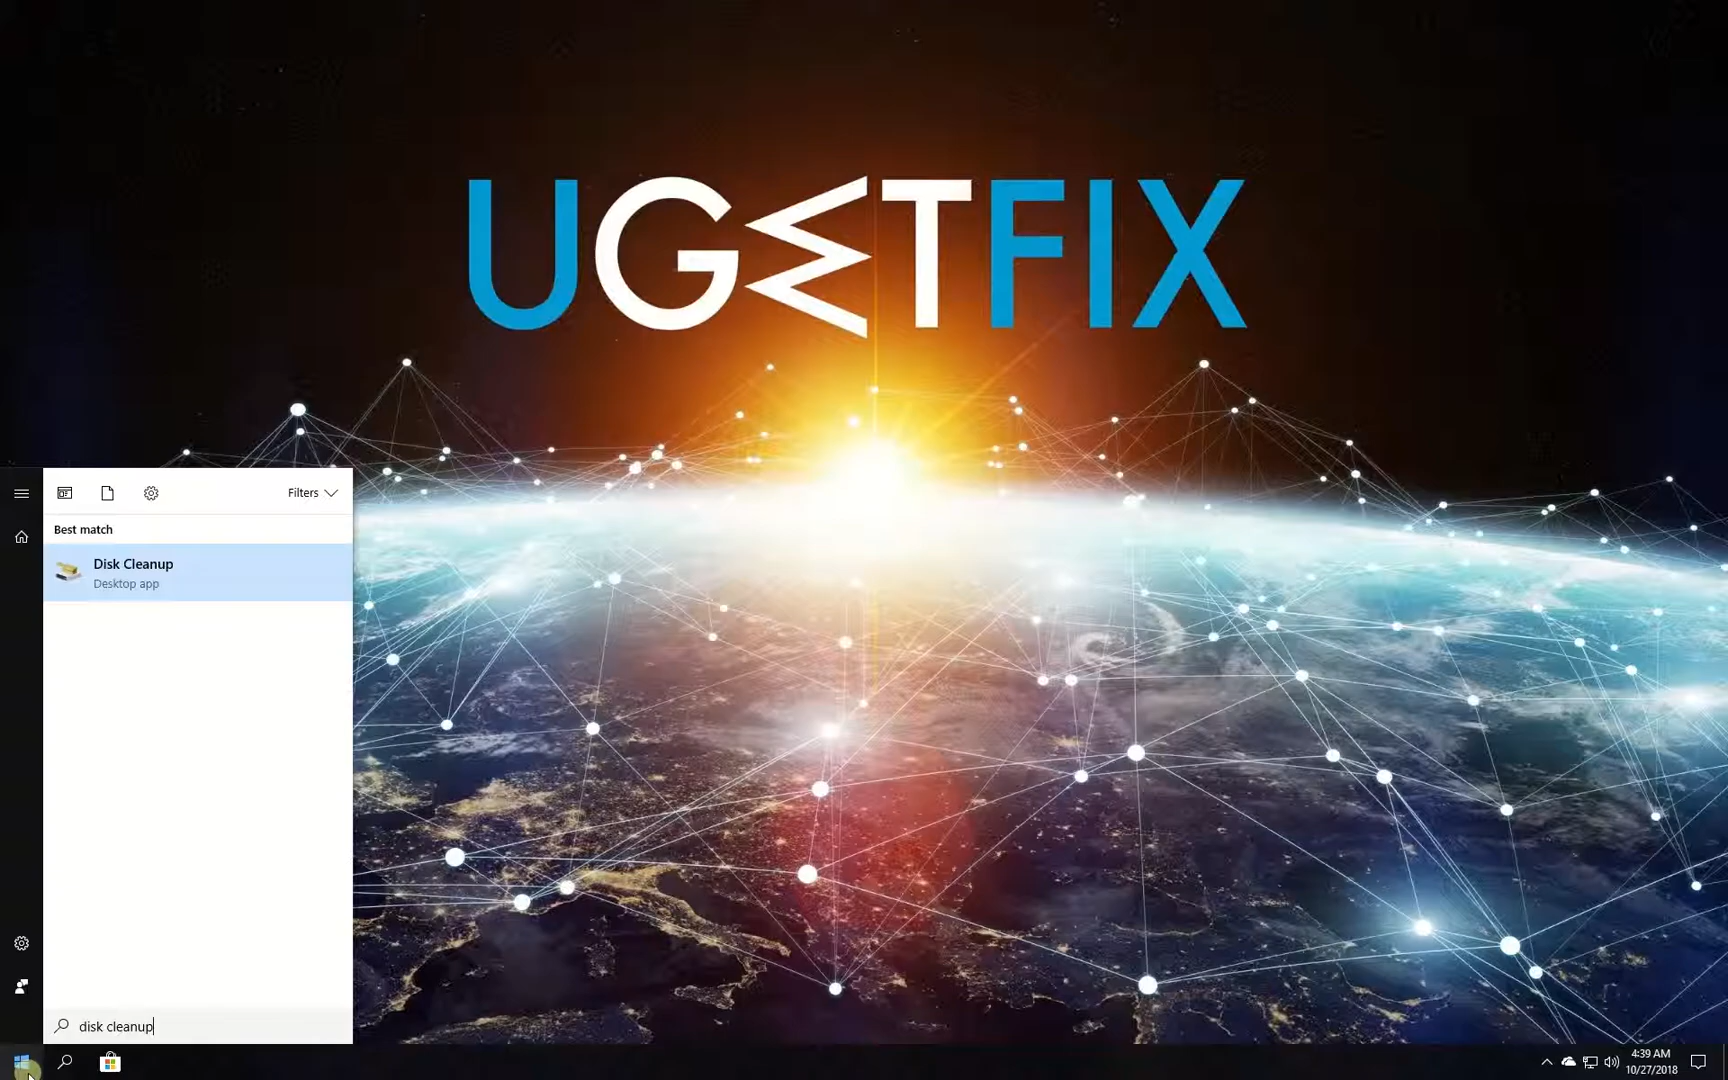 UGETFIX
Filters
Best match
Disk Cleanup
Desktop app
disk cleanup
4:39 AM
10/27/2018